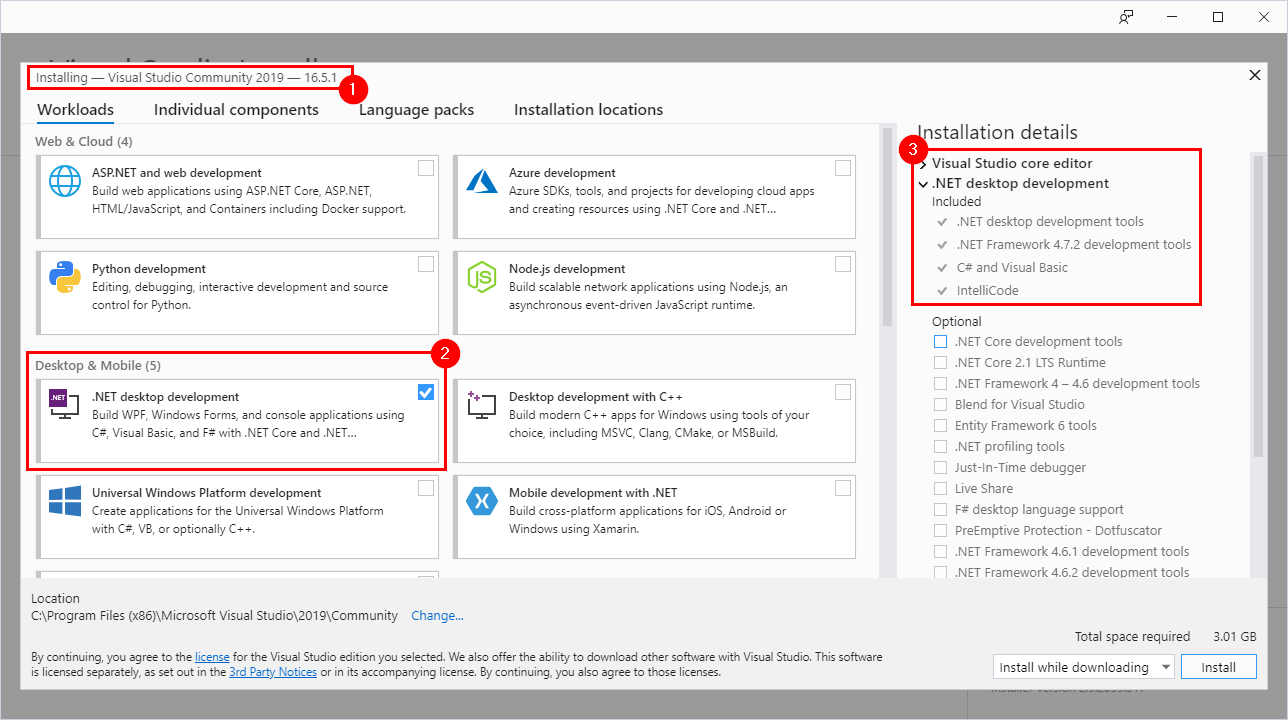 Installing — Visual Studio Community 2019 — 16.5.1
1
Workloads
Individual components
Language packs
Installation locations
Web & Cloud (4)
ASP.NET and web development
Build web applications using ASP.NET Core, ASP.NET,
HTML/JavaScript, and Containers including Docker support.
Azure development
Azure SDKs, tools, and projects for developing cloud apps
and creating resources using .NET Core and .NET...
Python development
Editing, debugging, interactive development and source
control for Python.
Node.js development
Build scalable network applications using Node.js, an
asynchronous event-driven JavaScript runtime.
JS
2
Desktop & Mobile (5)
.NET
.NET desktop development
Build WPF, Windows Forms, and console applications using
C#, Visual Basic, and F# with .NET Core and .NET...
Desktop development with C++
Build modern C++ apps for Windows using tools of your
choice, including MSVC, Clang, CMake, or MSBuild.
Universal Windows Platform development
Create applications for the Universal Windows Platform
with C#, VB, or optionally C++.
Mobile development with .NET
Build cross-platform applications for iOS, Android or
Windows using Xamarin.
Installation details
3
Visual Studio core editor
.NET desktop development
Included
.NET desktop development tools
.NET Framework 4.7.2 development tools
C# and Visual Basic
IntelliCode
Optional
.NET Core development tools
.NET Core 2.1 LTS Runtime
.NET Framework 4 – 4.6 development tools
Blend for Visual Studio
Entity Framework 6 tools
.NET profiling tools
Just-In-Time debugger
Live Share
F# desktop language support
PreEmptive Protection - Dotfuscator
.NET Framework 4.6.1 development tools
.NET Framework 4.6.2 development tools
Location
C:\Program Files (x86)\Microsoft Visual Studio\2019\Community Change...
Total space required 3.01 GB
By continuing, you agree to the license for the Visual Studio edition you selected. We also offer the ability to download other software with Visual Studio. This software
is licensed separately, as set out in the 3rd Party Notices or in its accompanying license. By continuing, you also agree to those licenses.
Install while downloading
Install